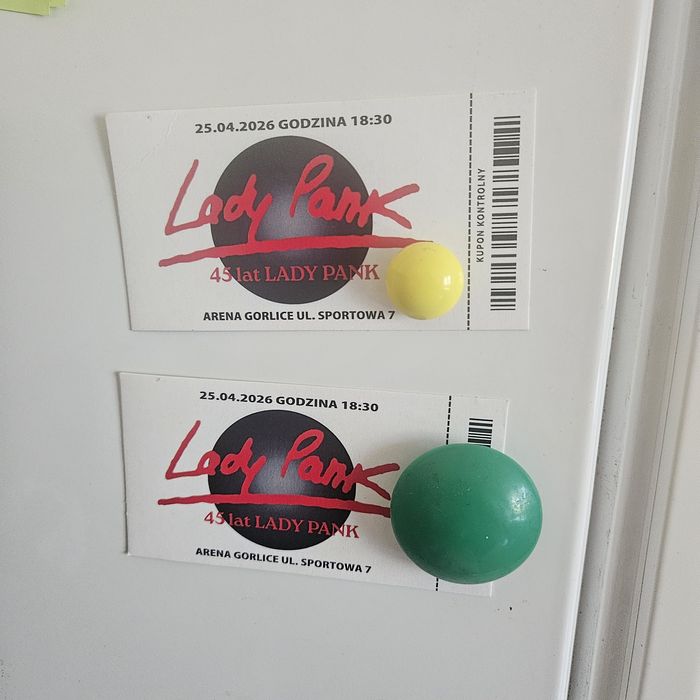 25.04.2026 GODZINA 18:30
Lady Pank
45 lat LADY PANK
ARENA GORLICE UL. SPORTOWA 7
KUPON KONTROLNY
25.04.2026 GODZINA 18:30
Lady Pank
45 lat LADY PANK
ARENA GORLICE UL. SPORTOWA 7